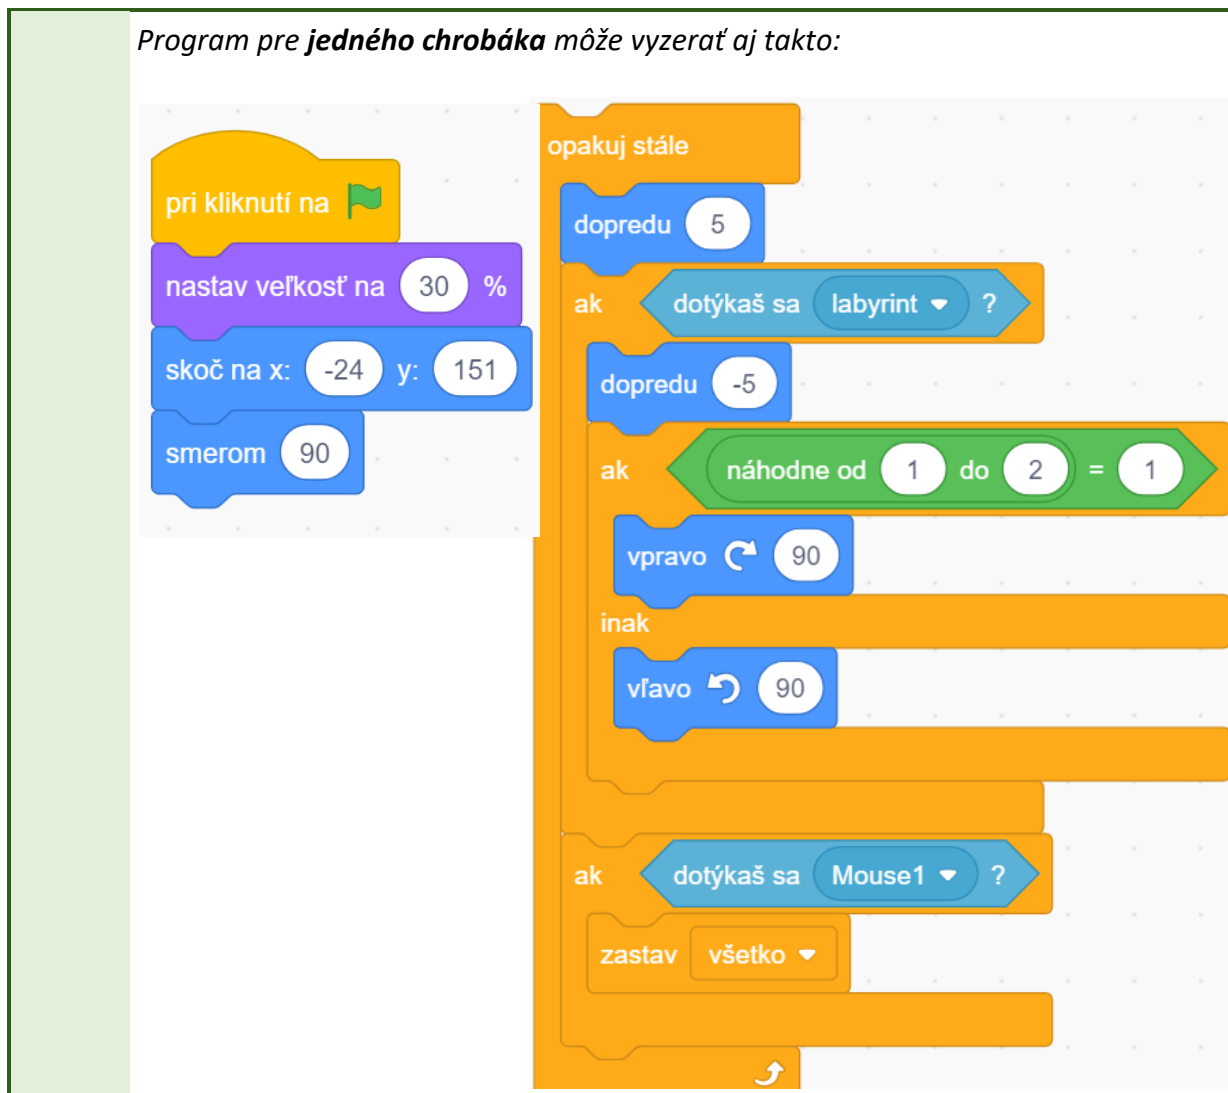 Program pre jedného chrobáka môže vyzerať aj takto:
pri kliknutí na
nastav veľkosť na 30 %
skoč na x: -24 y: 151
smerom 90
opakuj stále
dopredu 5
ak dotýkaš sa labyrint ?
dopredu -5
ak náhodne od 1 do 2 = 1
vpravo 90
inak
vľavo 90
ak dotýkaš sa Mouse1 ?
zastav všetko